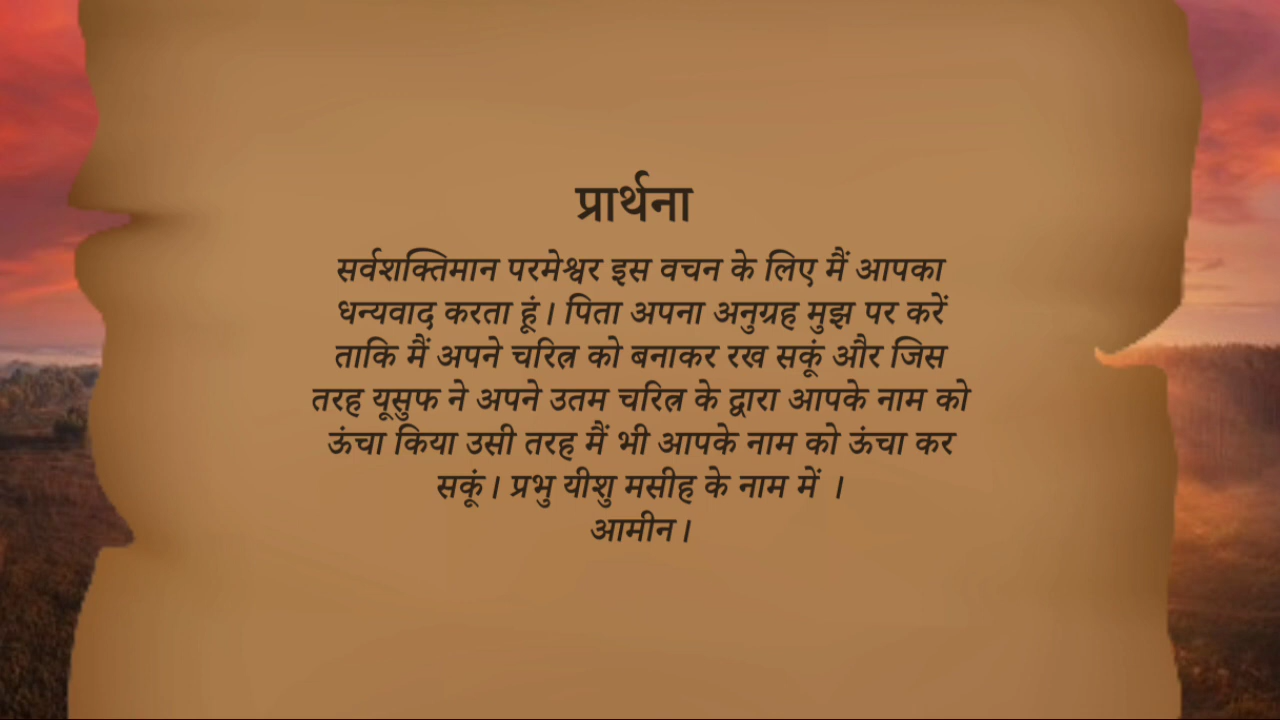 प्रार्थना
सर्वशक्तिमान परमेश्वर इस वचन के लिए मैं आपका
धन्यवाद करता हूं। पिता अपना अनुग्रह मुझ पर करें
ताकि मैं अपने चरित्र को बनाकर रख सकूं और जिस
तरह यूसुफ ने अपने उतम चरित्र के द्वारा आपके नाम को
ऊंचा किया उसी तरह मैं भी आपके नाम को ऊंचा कर
सकूं। प्रभु यीशु मसीह के नाम में ।
आमीन।